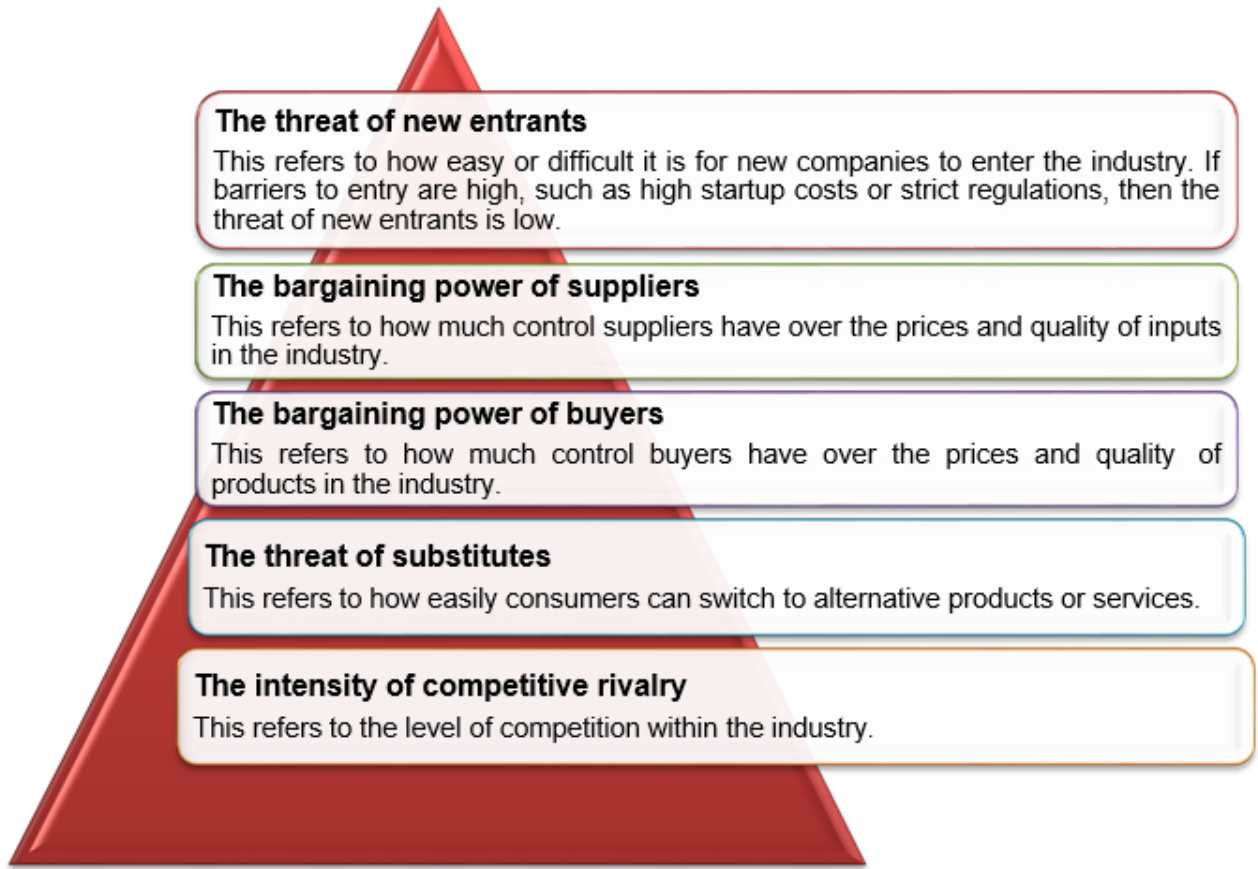 The threat of new entrants
This refers to how easy or difficult it is for new companies to enter the industry. If
barriers to entry are high, such as high startup costs or strict regulations, then the
threat of new entrants is low.
The bargaining power of suppliers
This refers to how much control suppliers have over the prices and quality of inputs
in the industry.
The bargaining power of buyers
This refers to how much control buyers have over the prices and quality of
products in the industry.
The threat of substitutes
This refers to how easily consumers can switch to alternative products or services.
The intensity of competitive rivalry
This refers to the level of competition within the industry.